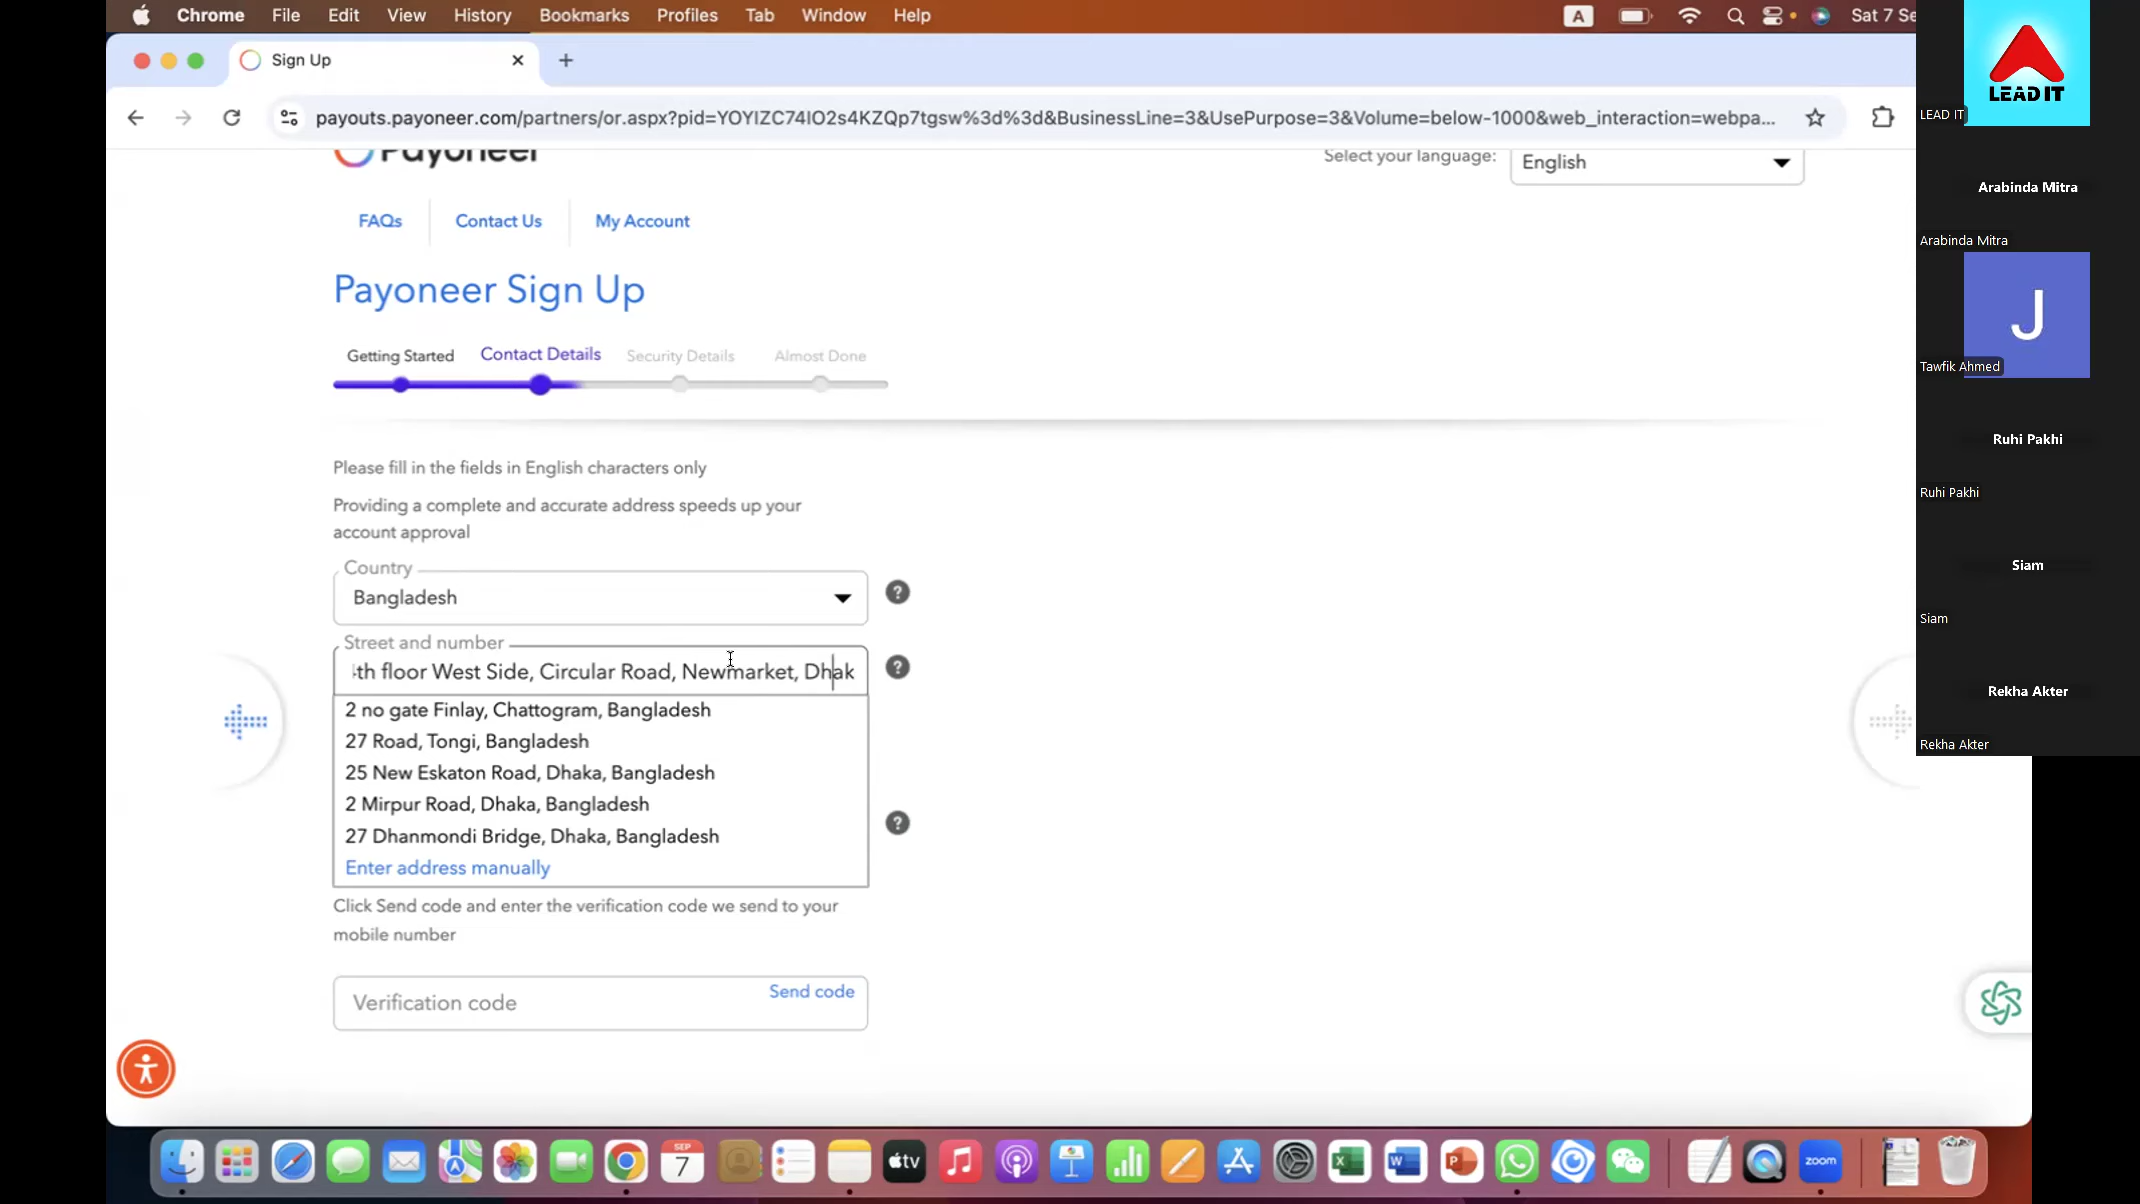 Chrome File Edit View History Bookmarks Profiles Tab Window Help
A
Sat 7 Se
Sign Up
payouts.payoneer.com/partners/or.aspx?pid=YOYIZC74IO2s4KZQp7tgsw%3d%3d&BusinessLine=3&UsePurpose=3&Volume=below-1000&web_interaction=webpa...
Payoneer
Select your language:
English
FAQs
Contact Us
My Account
Payoneer Sign Up
Getting Started
Contact Details
Security Details
Almost Done
Please fill in the fields in English characters only
Providing a complete and accurate address speeds up your
account approval
Country
Bangladesh
?
Street and number
th floor West Side, Circular Road, Newmarket, Dhak
?
2 no gate Finlay, Chattogram, Bangladesh
27 Road, Tongi, Bangladesh
25 New Eskaton Road, Dhaka, Bangladesh
2 Mirpur Road, Dhaka, Bangladesh
27 Dhanmondi Bridge, Dhaka, Bangladesh
?
Enter address manually
Click Send code and enter the verification code we send to your
mobile number
Verification code
Send code
LEAD IT
LEAD IT
Arabinda Mitra
Arabinda Mitra
J
Tawfik Ahmed
Ruhi Pakhi
Ruhi Pakhi
Siam
Siam
Rekha Akter
Rekha Akter
SEP
7
tv
X
W
P
zoom